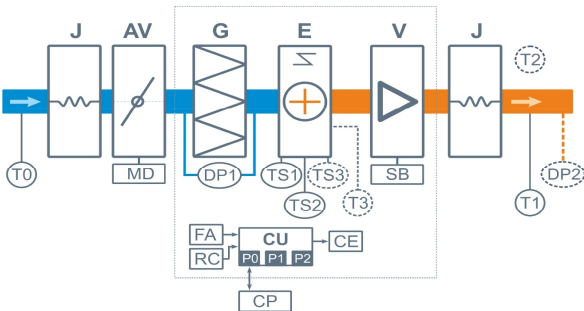 J AV G E V J
T2
T0 MD DP1 TS1 TS3 SB DP2
TS2 T3 T1
FA CU CE
RC P0 P1 P2
CP